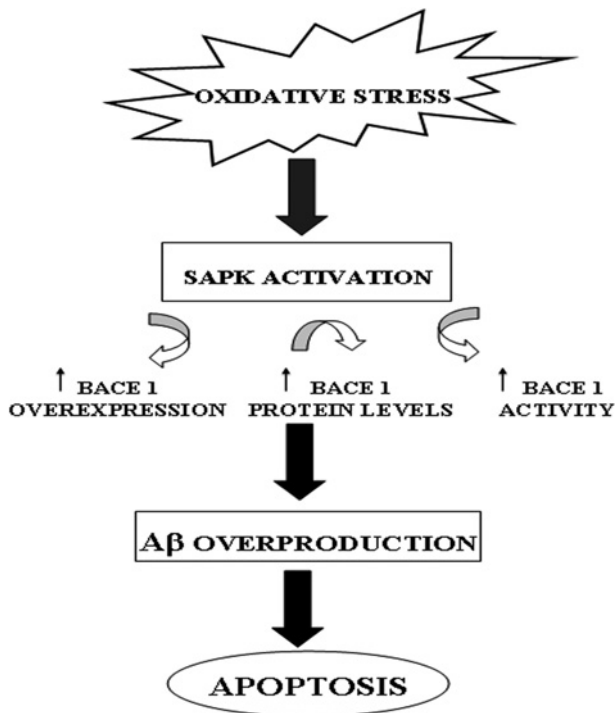 OXIDATIVE STRESS
SAPK ACTIVATION
↑ BACE 1
OVEREXPRESSION
↑ BACE 1
PROTEIN LEVELS
↑ BACE 1
ACTIVITY
Aβ OVERPRODUCTION
APOPTOSIS